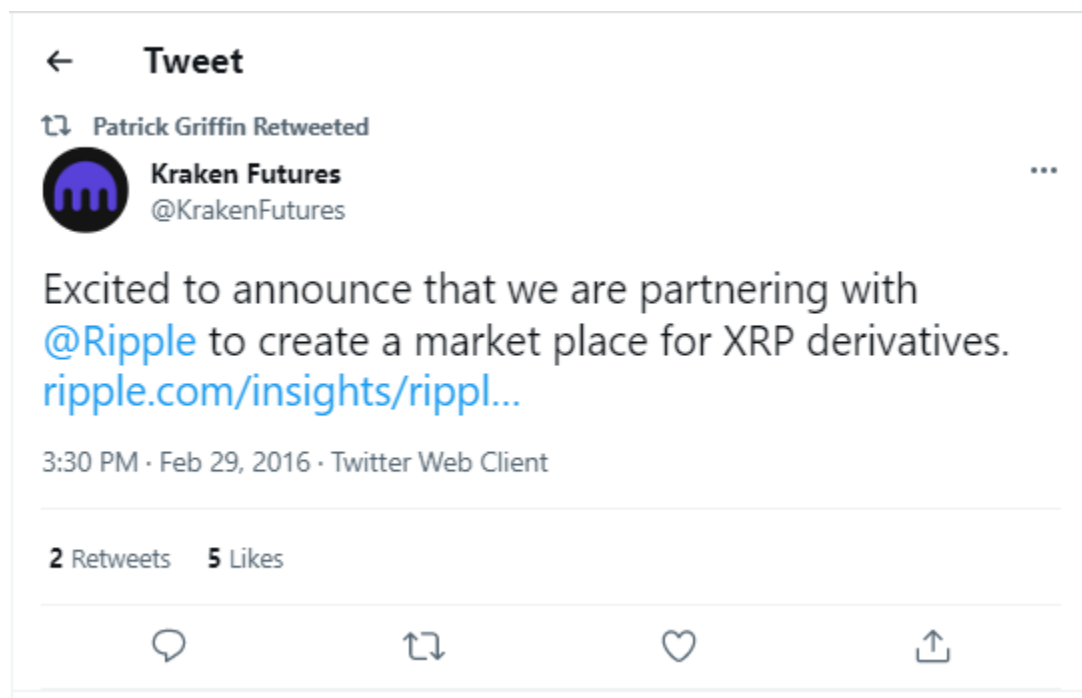 Tweet
Patrick Griffin Retweeted
Kraken Futures
@KrakenFutures
Excited to announce that we are partnering with
@Ripple to create a market place for XRP derivatives.
ripple.com/insights/rippl...
3:30 PM · Feb 29, 2016 · Twitter Web Client
2 Retweets 5 Likes